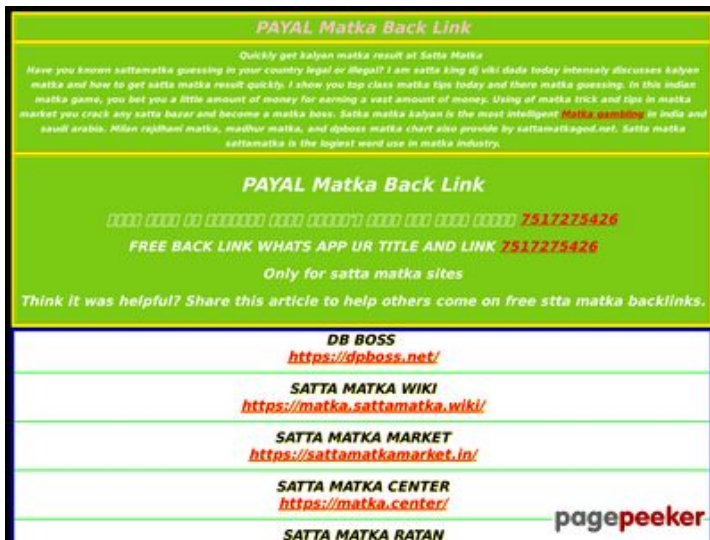 PAYAL Matka Back Link
Quickly get kalyan matka result at Satta Matka
Have you known sattamatka guessing in your country legal or illegal? I am satta king dj viki dada today intensely discusses kalyan
matka and how to get satta matka result quickly. I show you top class matka tips today and there matka guessing. In this indian
matka game, you bet you a little amount of money for earning a vast amount of money. Using of matka trick and tips in matka
market you crack any satta bazar and become a matka boss. Satta matka kalyan is the most intelligent Matka gambling in india and
saudi arabia. Milan rajdhani matka, madhur matka, and dpboss matka chart also provide by sattamatkagod.net. Satta matka
sattamatka is the logiest word use in matka industry.
PAYAL Matka Back Link
7517275426
FREE BACK LINK WHATS APP UR TITLE AND LINK 7517275426
Only for satta matka sites
Think it was helpful? Share this article to help others come on free stta matka backlinks.
DB BOSS
https://dpboss.net/
SATTA MATKA WIKI
https://matka.sattamatka.wiki/
SATTA MATKA MARKET
https://sattamatkamarket.in/
SATTA MATKA CENTER
https://matka.center/
SATTA MATKA RATAN
pagepeeker